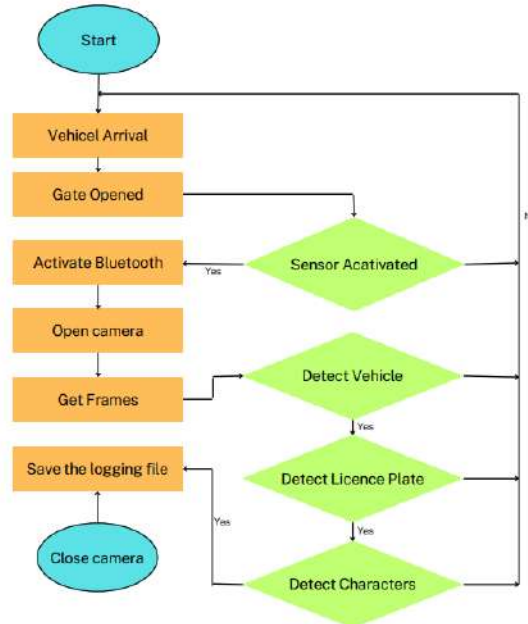 Start
Vehicel Arrival
Gate Opened
Sensor Acativated
Yes
Activate Bluetooth
Open camera
Get Frames
Detect Vehicle
Yes
Detect Licence Plate
Yes
Save the logging file
Yes
Detect Characters
Close camera